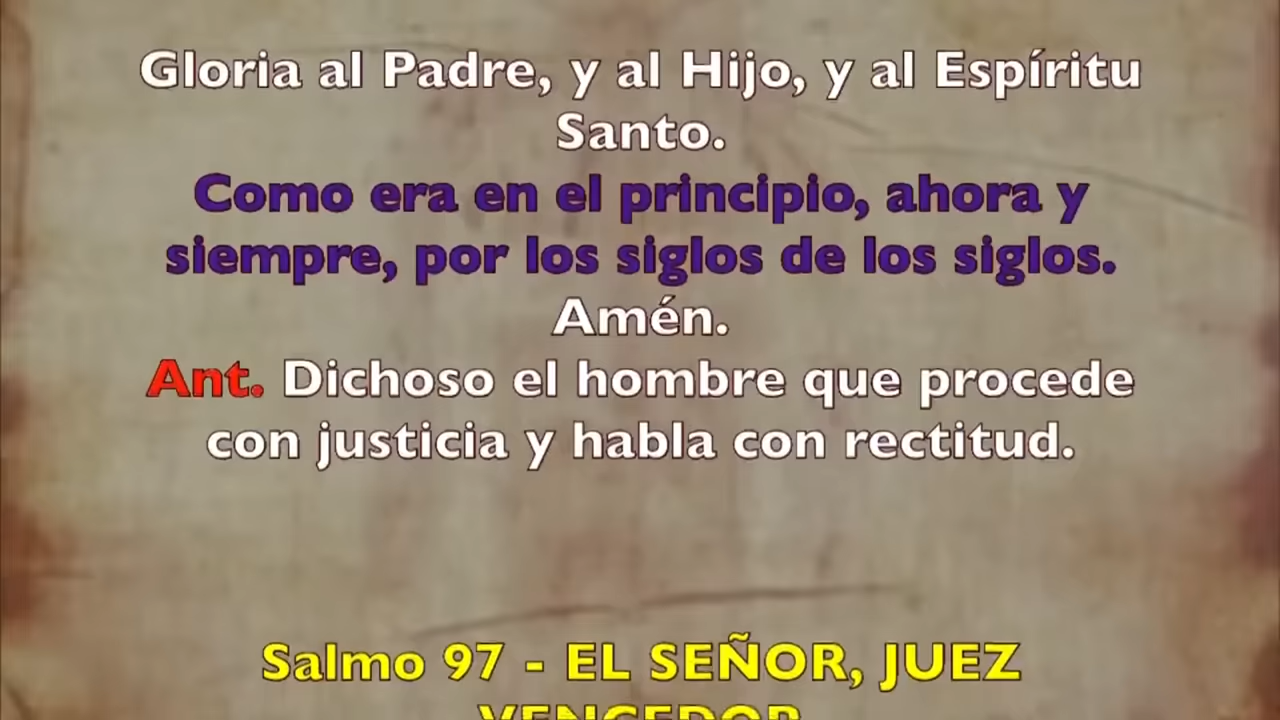 Gloria al Padre, y al Hijo, y al Espíritu
Santo.
Como era en el principio, ahora y
siempre, por los siglos de los siglos.
Amén.
Ant. Dichoso el hombre que procede
con justicia y habla con rectitud.
Salmo 97 - EL SEÑOR, JUEZ
VENCEDOR